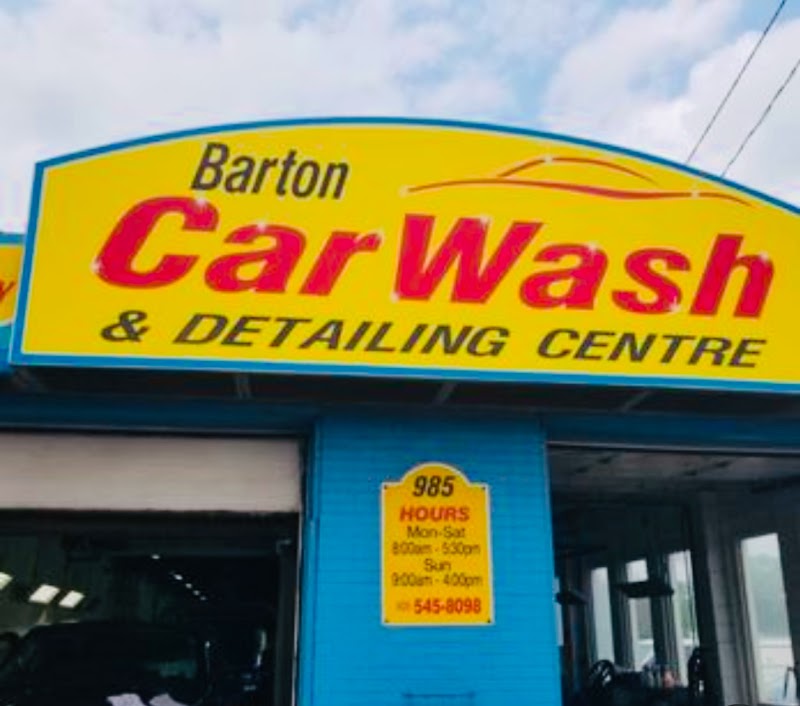 Barton
Car Wash
& DETAILING CENTRE
985
HOURS
Mon-Sat
8:00am - 5:30pm
Sun
9:00am - 4:00pm
545-8098